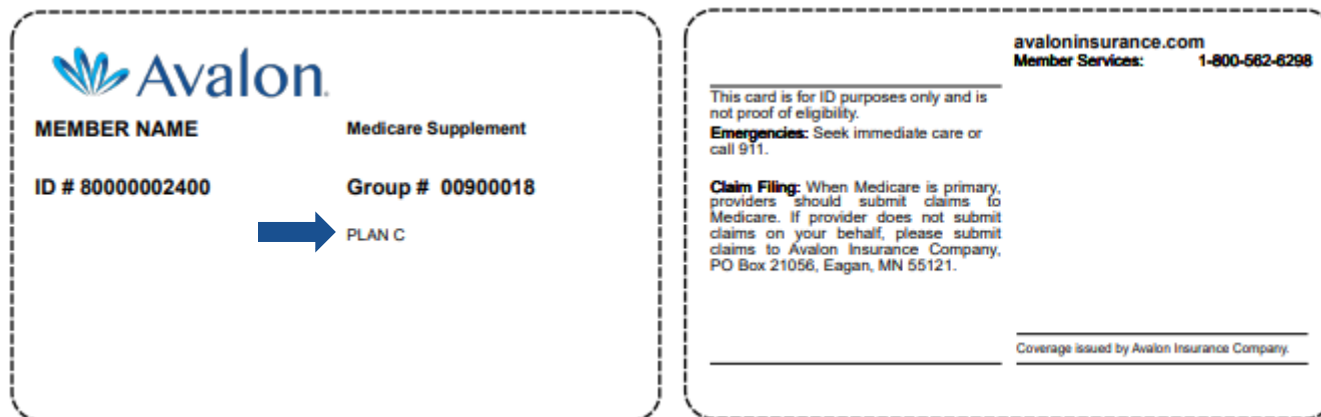 Avalon.
MEMBER NAME
Medicare Supplement
ID # 80000002400
Group # 00900018
PLAN C
avaloninsurance.com
Member Services: 1-800-562-6298
This card is for ID purposes only and is
not proof of eligibility.
Emergencies: Seek immediate care or
call 911.
Claim Filing: When Medicare is primary,
providers should submit claims to
Medicare. If provider does not submit
claims on your behalf, please submit
claims to Avalon Insurance Company,
PO Box 21056, Eagan, MN 55121.
Coverage issued by Avalon Insurance Company.